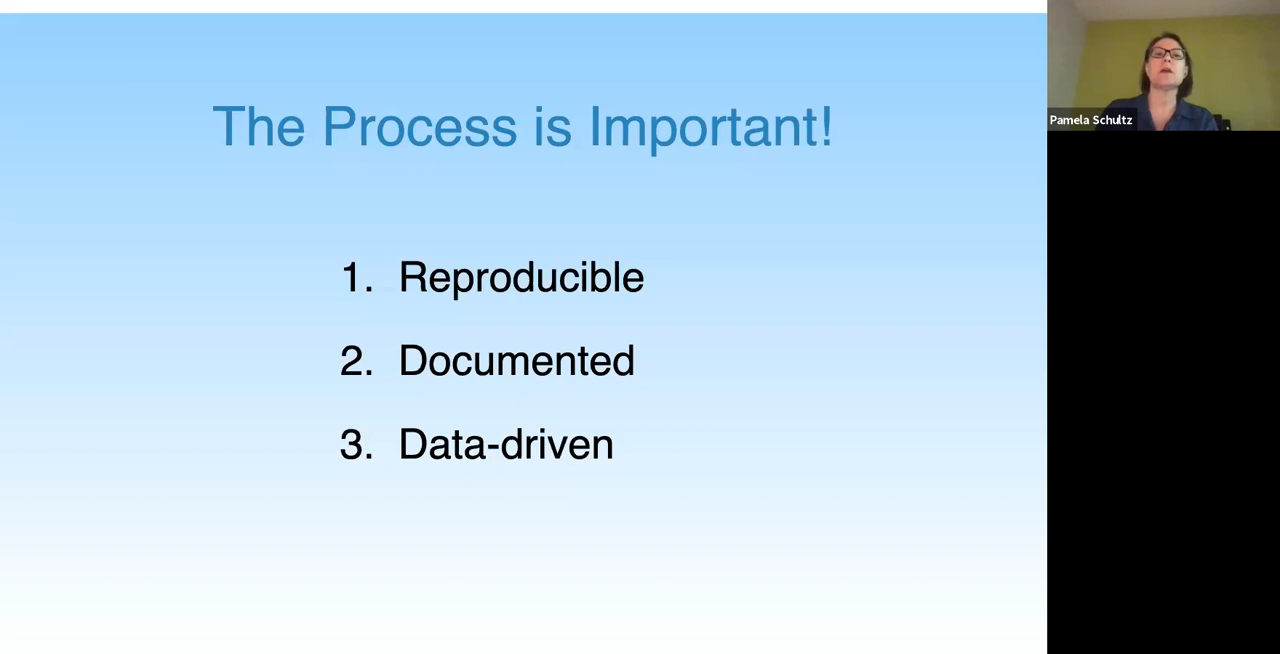 The Process is Important!
1. Reproducible
2. Documented
3. Data-driven
Pamela Schultz